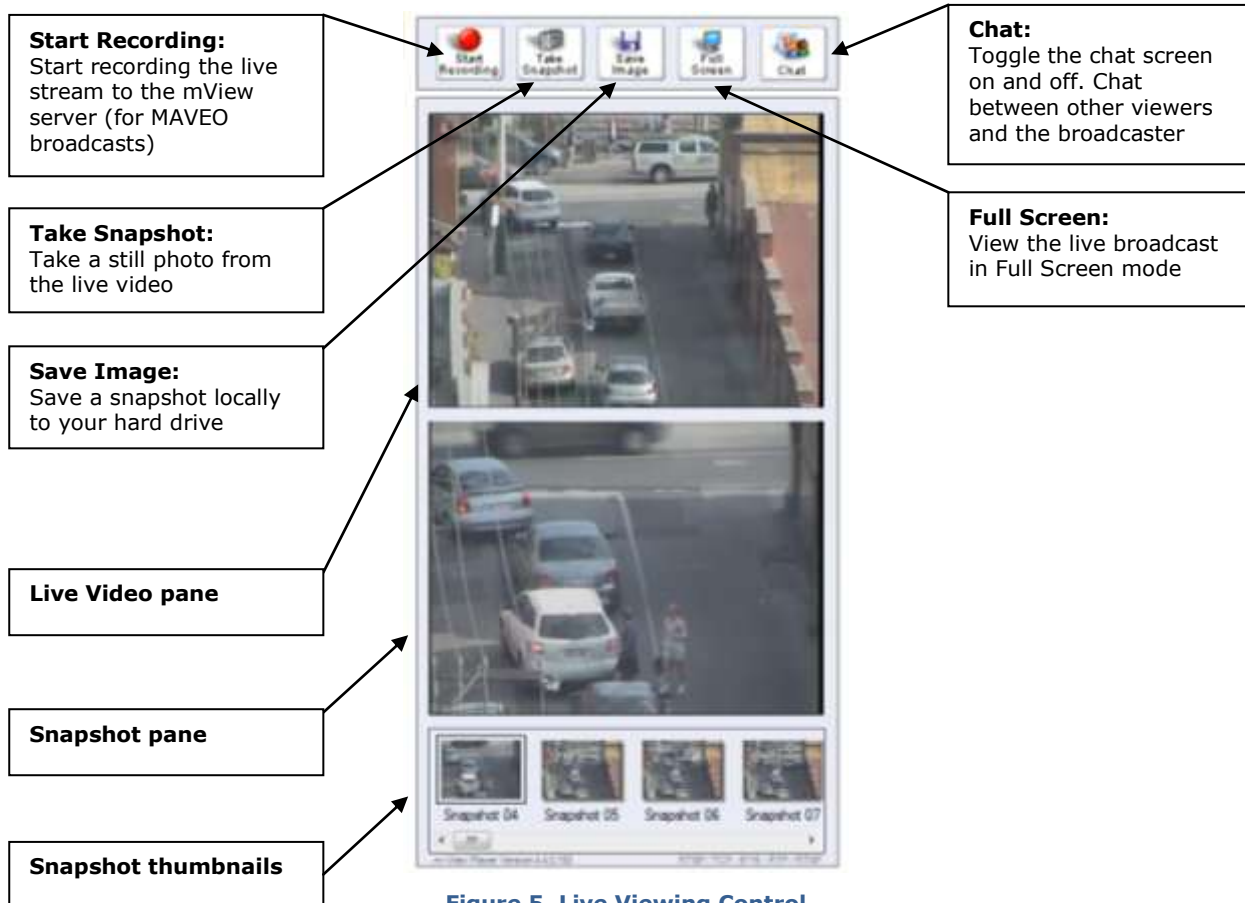 Start Recording:
Start recording the live
stream to the mView
server (for MAVEO
broadcasts)
Take Snapshot:
Take a still photo from
the live video
Save Image:
Save a snapshot locally
to your hard drive
Live Video pane
Snapshot pane
Snapshot thumbnails
Start
Recording
Take
Snapshot
Save
Image
Full
Screen
Chat
Snapshot 04
Snapshot 05
Snapshot 06
Snapshot 07
Chat:
Toggle the chat screen
on and off. Chat
between other viewers
and the broadcaster
Full Screen:
View the live broadcast
in Full Screen mode
Figure 5. Live Viewing Control